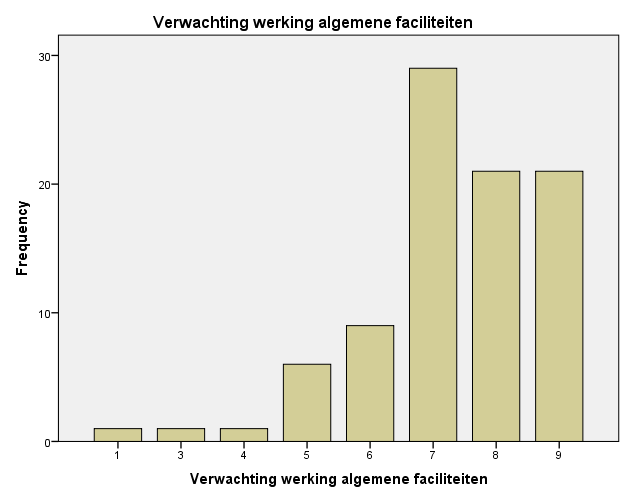 Verwachting werking algemene faciliteiten
30
20
10
0
Frequency
1 3 4 5 6 7 8 9
Verwachting werking algemene faciliteiten